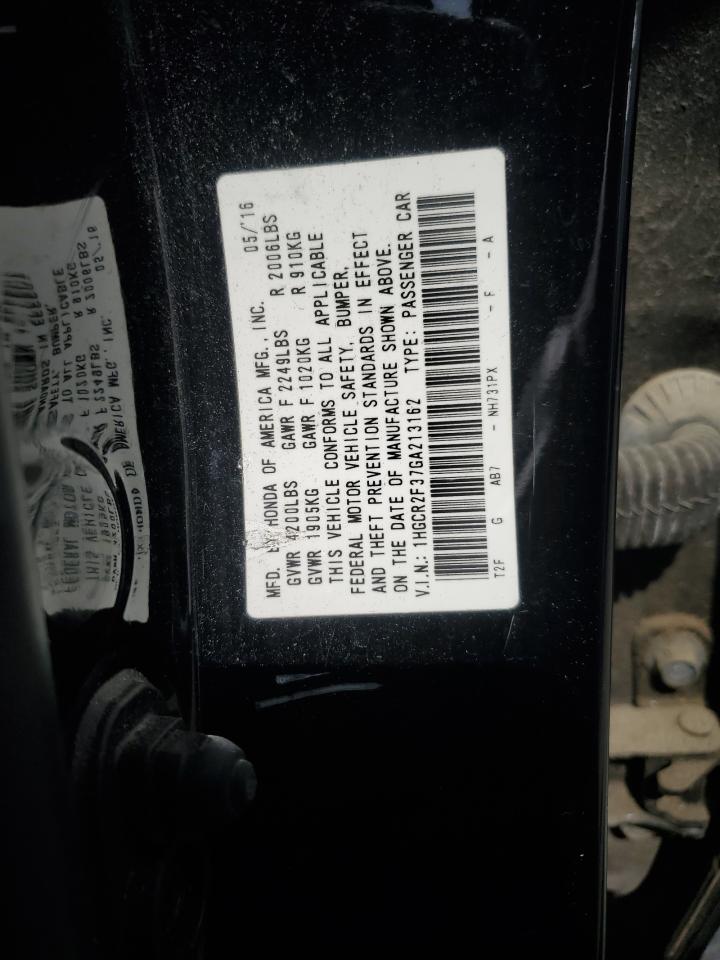 MFD. BY HONDA OF AMERICA MFG., INC. 05/'16
GVWR 4200LBS GAWR F 2249LBS R 2006LBS
GVWR 1905KG GAWR F 1020KG R 910KG
THIS VEHICLE CONFORMS TO ALL APPLICABLE
FEDERAL MOTOR VEHICLE SAFETY, BUMPER,
AND THEFT PREVENTION STANDARDS IN EFFECT
ON THE DATE OF MANUFACTURE SHOWN ABOVE.
V.I.N.: 1HGCR2F37GA213162 TYPE: PASSENGER CAR
T2F G AB7 - NH731PX - F - A